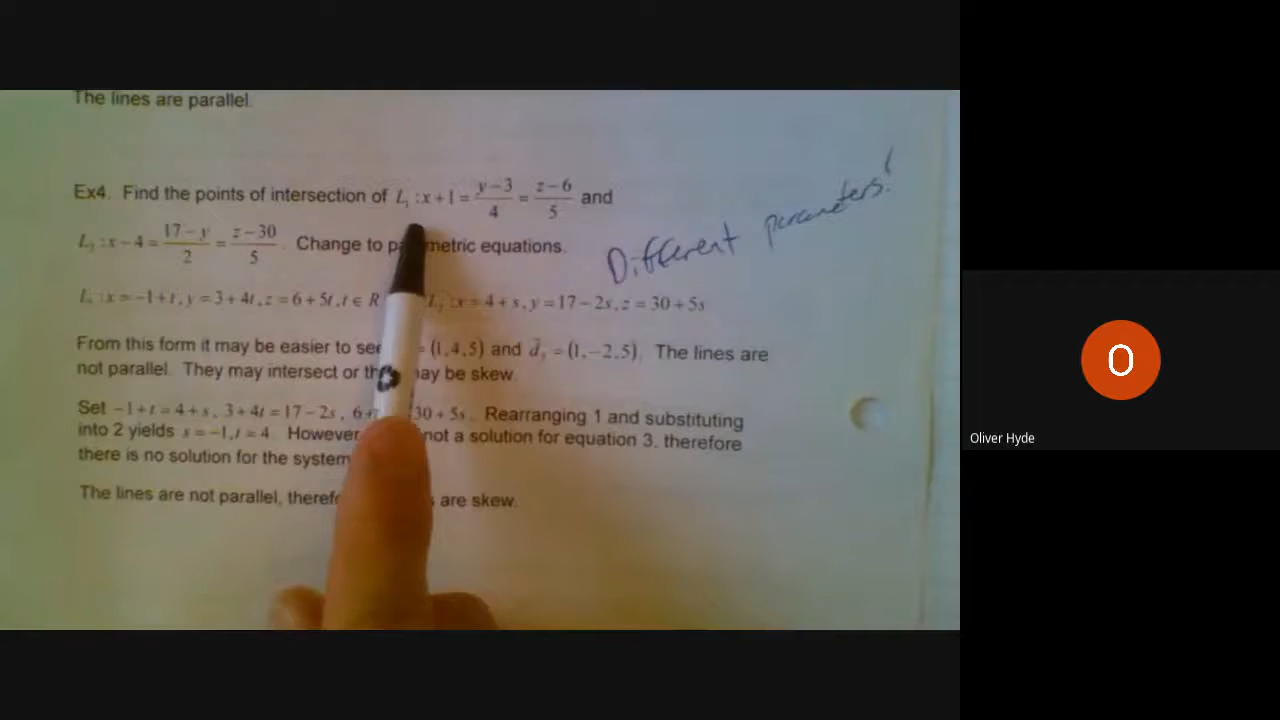 The lines are parallel.
Ex4. Find the points of intersection of L₁ : x + 1 = (y − 3)/4 = (z − 6)/5 and
L₂ : x − 4 = (17 − y)/2 = (z − 30)/5 . Change to metric equations.
Different parameters!
x = −1 + t, y = 3 + 4t, z = 6 + 5t, t ∈ R x = 4 + s, y = 17 − 2s, z = 30 + 5s
From this form it may be easier to see = (1, 4, 5) and d⃗₂ = (1, −2, 5). The lines are
not parallel. They may intersect or may be skew.
Set −1 + t = 4 + s, 3 + 4t = 17 − 2s, 6 + 30 + 5s. Rearranging 1 and substituting
into 2 yields s = −1, t = 4. However not a solution for equation 3, therefore
there is no solution for the system
The lines are not parallel, are skew.
O
Oliver Hyde